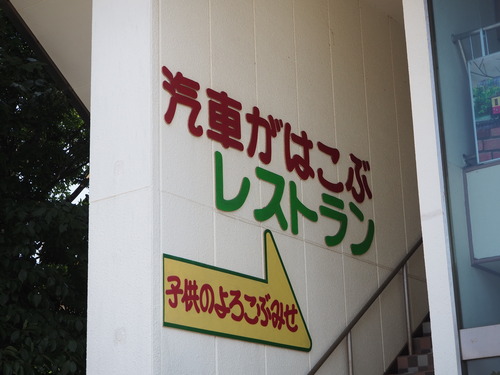 汽車がはこぶ
レストラン
子供のよろこぶみせ